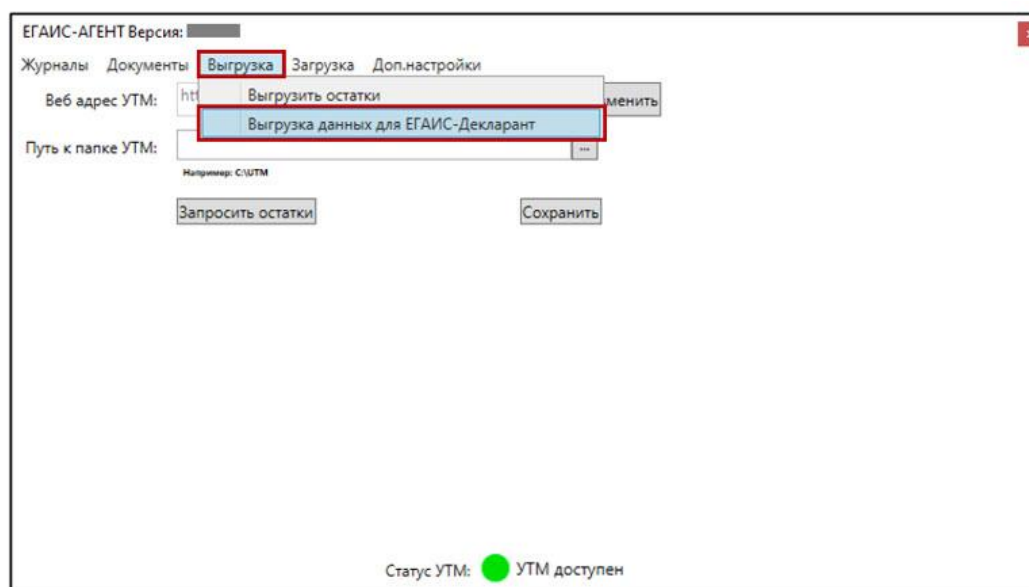 ЕГАИС-АГЕНТ Версия:
Журналы Документы Выгрузка Загрузка Доп.настройки
Веб адрес УТМ: htt
Выгрузить остатки
менить
Выгрузка данных для ЕГАИС-Декларант
Путь к папке УТМ: ...
Например: C:\UTM
Запросить остатки Сохранить
Статус УТМ: УТМ доступен